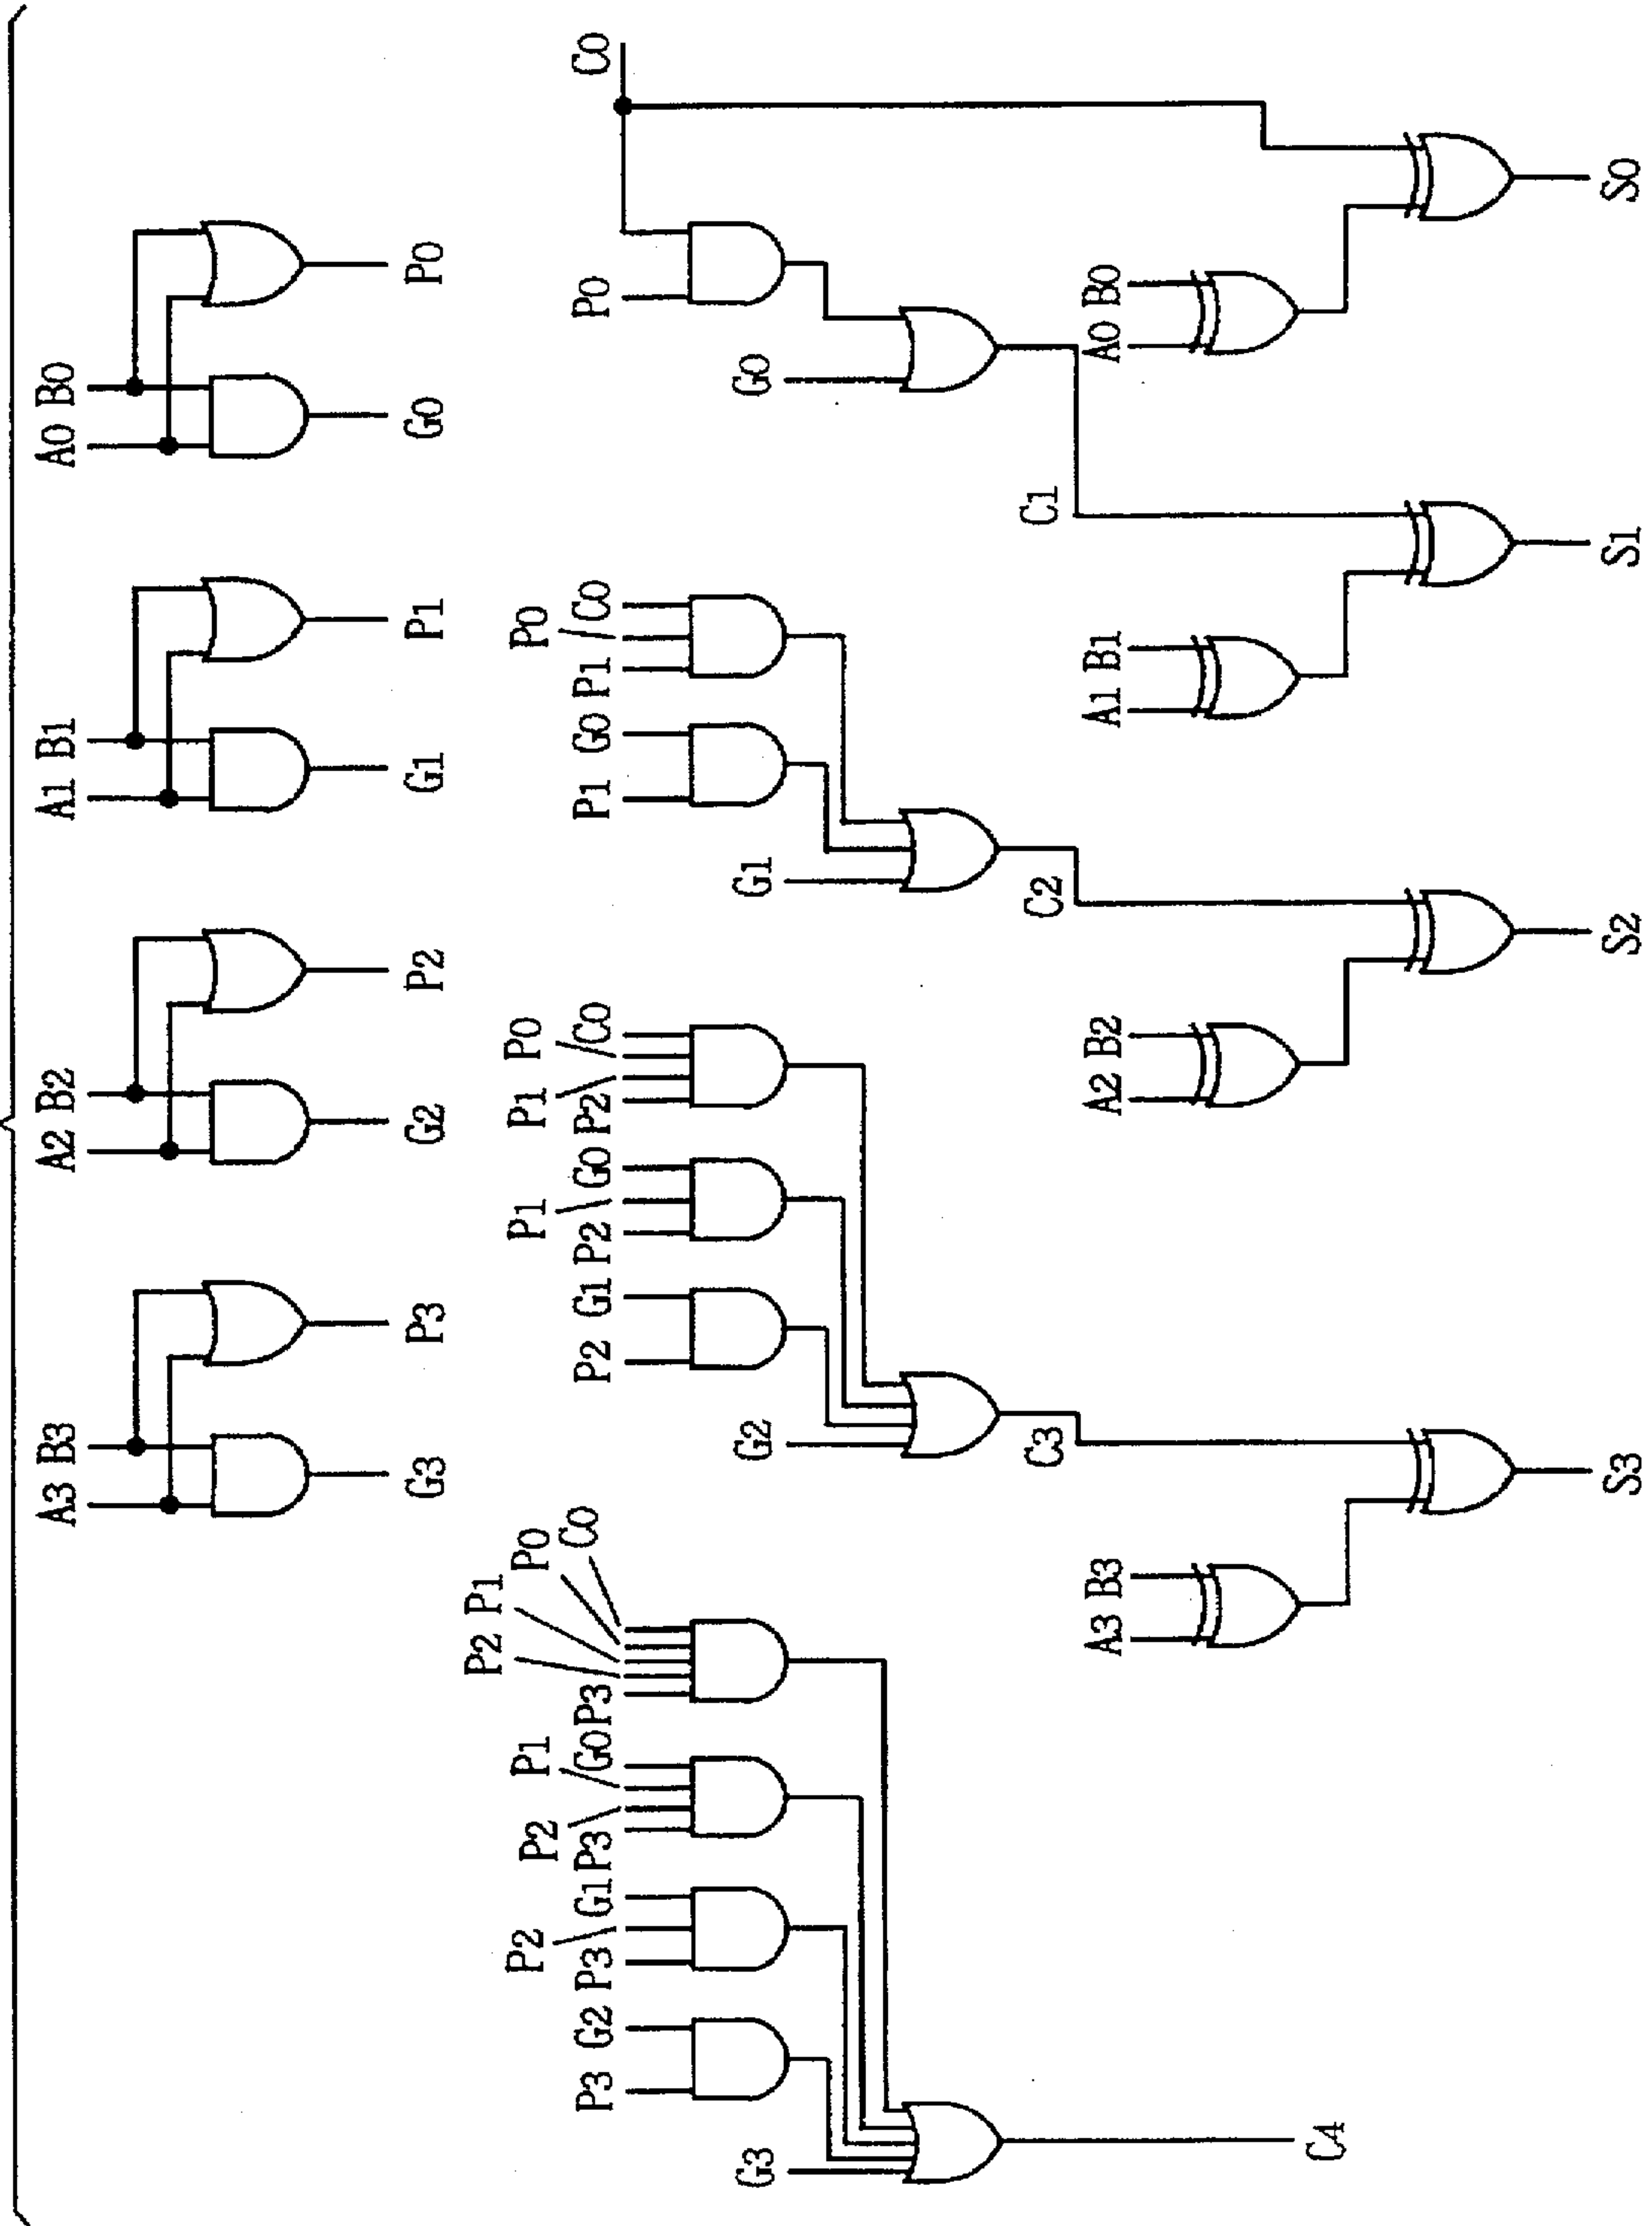 A3 B3 A2 B2 A1 B1 A0 B0
G3 P3 G2 P2 G1 P1 G0 P0
P2 P1
P2 P2 P1 P0 P1 P1 P0 P0
C0
P3 G2 P3 G1 P3 G0 P3 P2 G1 P2 G0 P2 C0 P1 G0 P1 C0 P0 C0
G3 G2 G1 G0
C3 C2 C1
A3 B3 A2 B2 A1 B1 A0 B0
C4
S3 S2 S1 S0